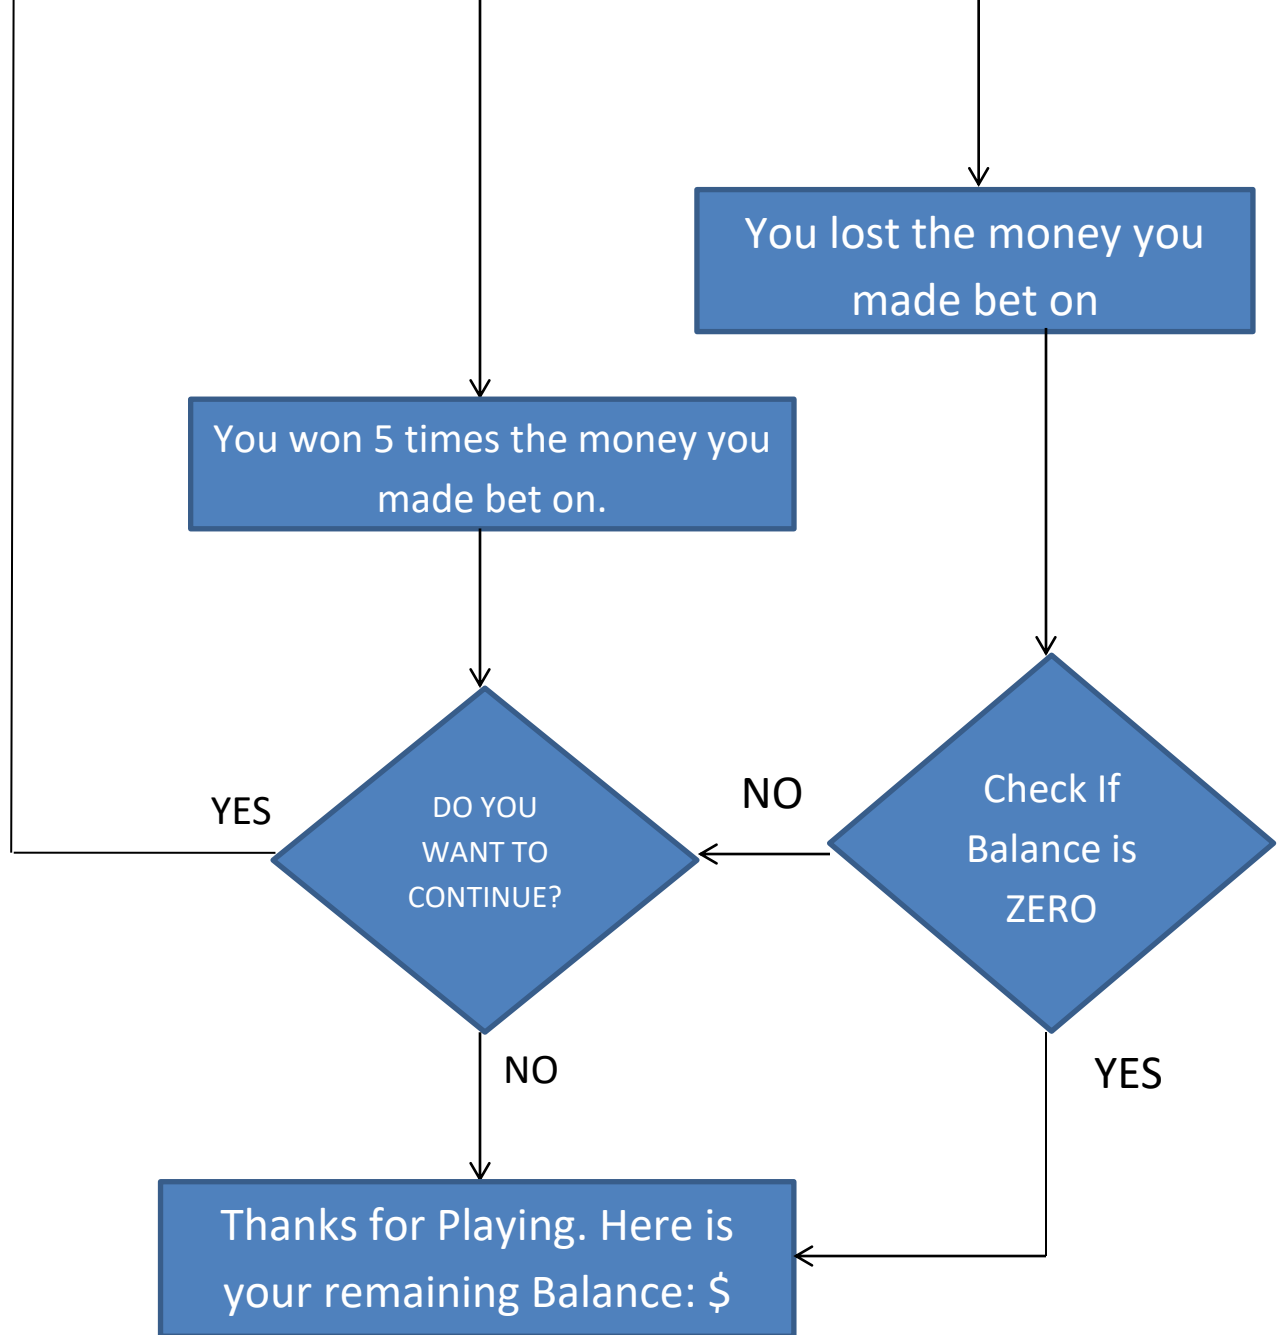 You lost the money you
made bet on
You won 5 times the money you
made bet on.
YES
DO YOU
WANT TO
CONTINUE?
NO
Check If
Balance is
ZERO
NO
YES
Thanks for Playing. Here is
your remaining Balance: $